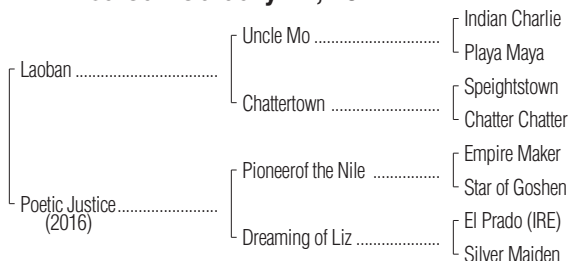 Indian Charlie
Uncle Mo ................................
Playa Maya
Laoban ....................................
Speightstown
Chattertown ............................
Chatter Chatter
Empire Maker
Pioneerof the Nile .................
Star of Goshen
Poetic Justice.........................
(2016)
El Prado (IRE)
Dreaming of Liz .....................
Silver Maiden